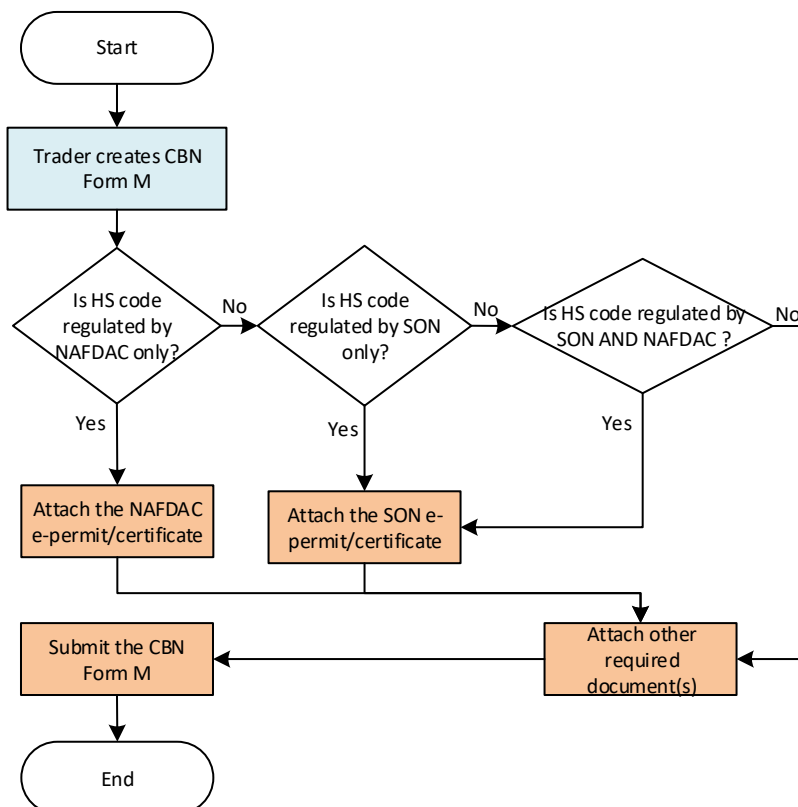 Start
Trader creates CBN
Form M
Is HS code
regulated by
NAFDAC only?
No
Is HS code
regulated by SON
only?
No
Is HS code regulated by
SON AND NAFDAC ?
No
Yes
Yes
Yes
Attach the NAFDAC
e-permit/certificate
Attach the SON e-
permit/certificate
Submit the CBN
Form M
Attach other
required
document(s)
End